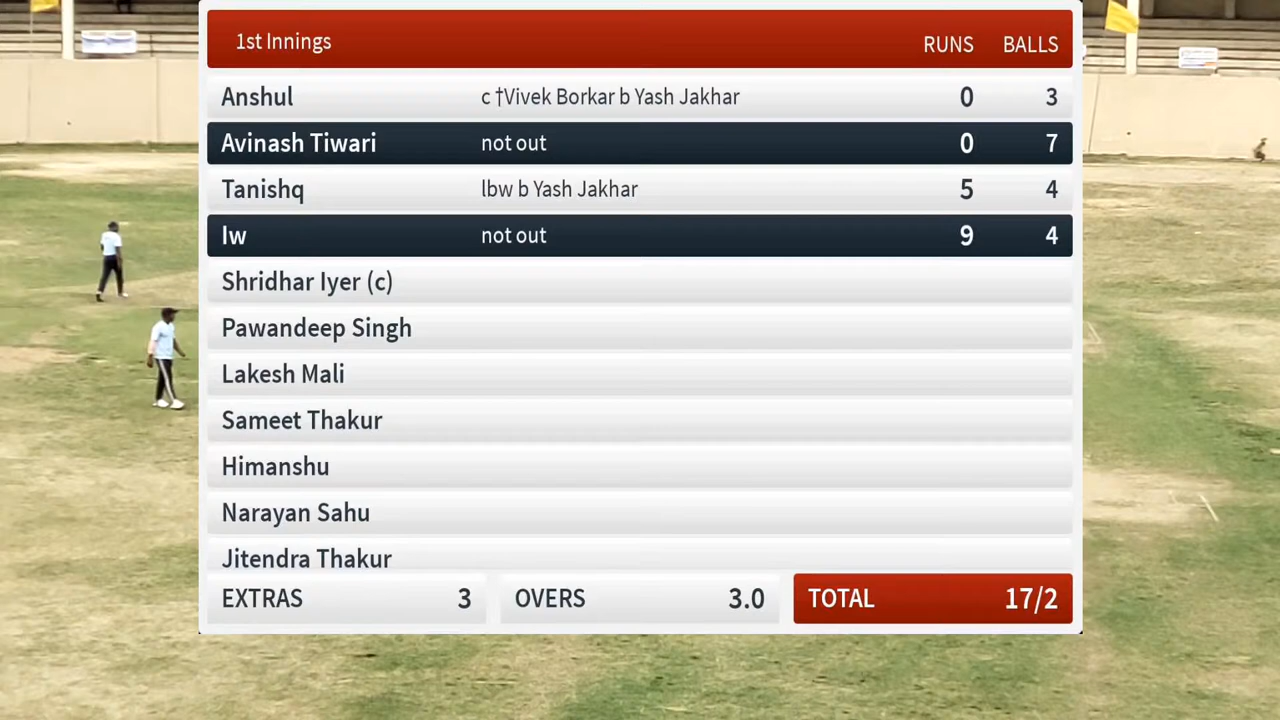 1st Innings RUNS BALLS
Anshul c †Vivek Borkar b Yash Jakhar 0 3
Avinash Tiwari not out 0 7
Tanishq lbw b Yash Jakhar 5 4
Iw not out 9 4
Shridhar Iyer (c)
Pawandeep Singh
Lakesh Mali
Sameet Thakur
Himanshu
Narayan Sahu
Jitendra Thakur
EXTRAS 3 OVERS 3.0 TOTAL 17/2